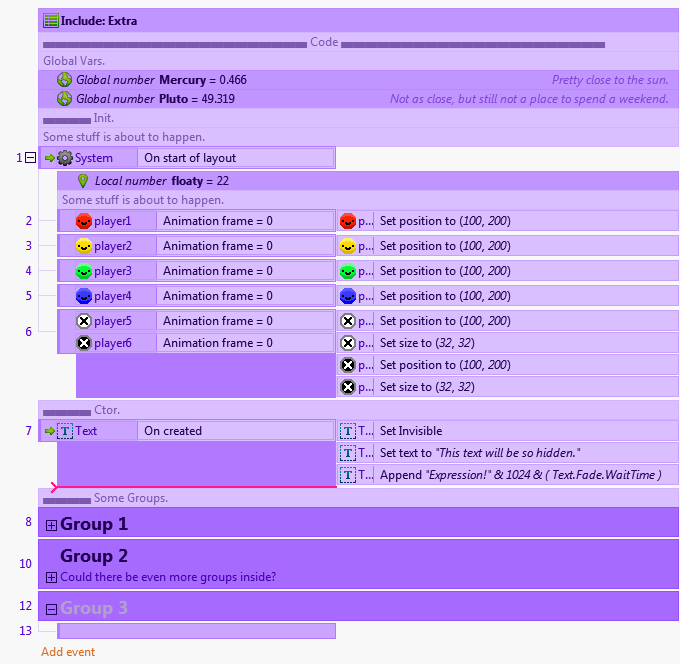 Include: Extra
Code
Global Vars.
Global number Mercury = 0.466 Pretty close to the sun.
Global number Pluto = 49.319 Not as close, but still not a place to spend a weekend.
Init.
Some stuff is about to happen.
1 System On start of layout
Local number floaty = 22
Some stuff is about to happen.
2 player1 Animation frame = 0 p... Set position to (100, 200)
3 player2 Animation frame = 0 p... Set position to (100, 200)
4 player3 Animation frame = 0 p... Set position to (100, 200)
5 player4 Animation frame = 0 p... Set position to (100, 200)
6 player5 Animation frame = 0 p... Set position to (100, 200)
player6 Animation frame = 0 p... Set size to (32, 32)
p... Set position to (100, 200)
p... Set size to (32, 32)
Ctor.
7 T Text On created T T... Set Invisible
T T... Set text to "This text will be so hidden."
T T... Append "Expression!" & 1024 & ( Text.Fade.WaitTime )
Some Groups.
8 Group 1
10 Group 2
Could there be even more groups inside?
12 Group 3
13
Add event